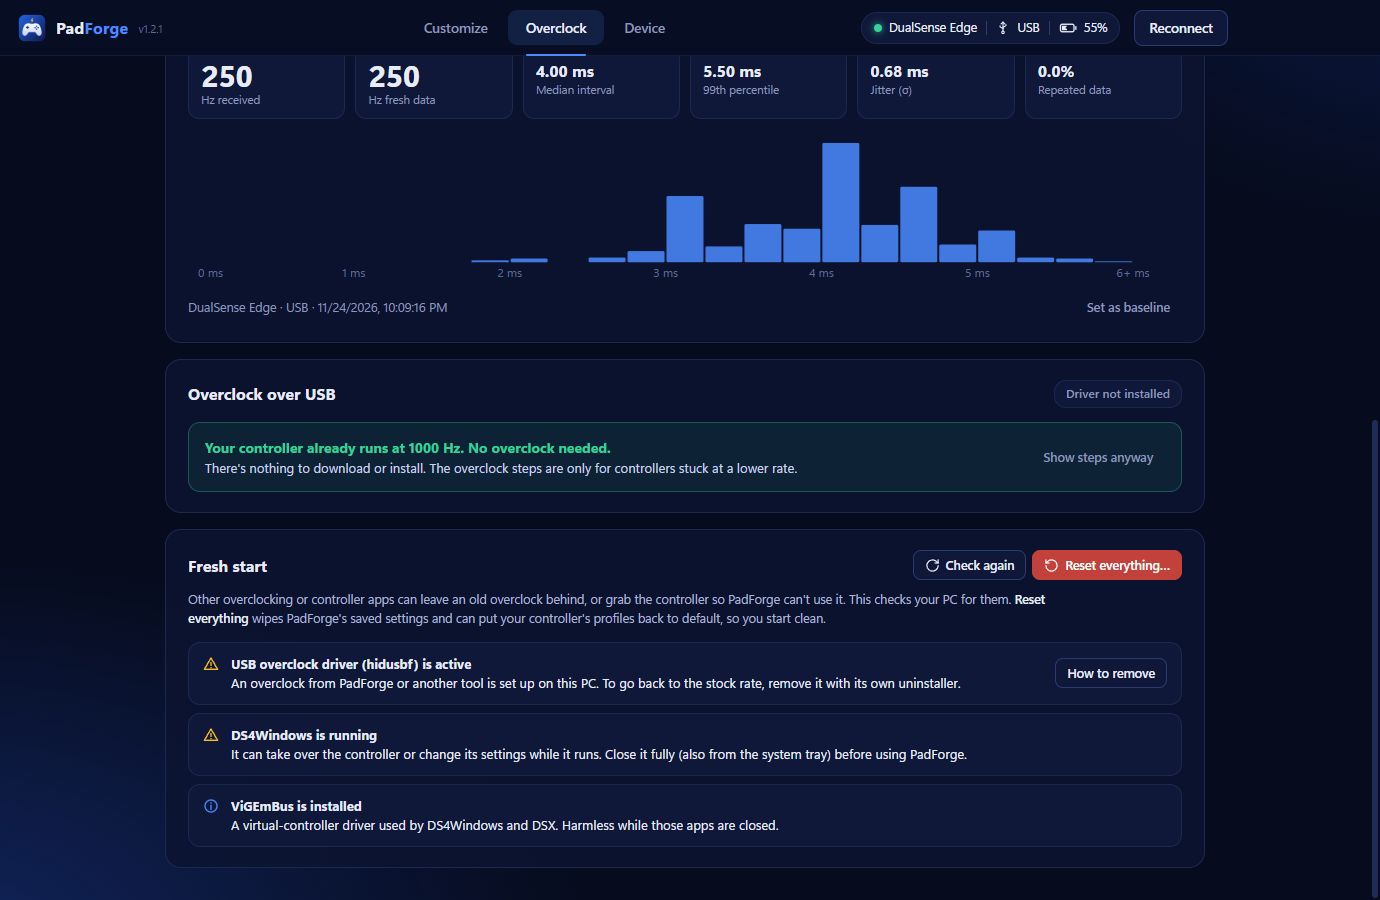 PadForge v1.2.1
Customize
Overclock
Device
DualSense Edge
USB
55%
Reconnect
250
Hz received
250
Hz fresh data
4.00 ms
Median interval
5.50 ms
99th percentile
0.68 ms
Jitter (σ)
0.0%
Repeated data
0 ms
1 ms
2 ms
3 ms
4 ms
5 ms
6+ ms
DualSense Edge · USB · 11/24/2026, 10:09:16 PM
Set as baseline
Overclock over USB
Driver not installed
Your controller already runs at 1000 Hz. No overclock needed.
There's nothing to download or install. The overclock steps are only for controllers stuck at a lower rate.
Show steps anyway
Fresh start
Check again
Reset everything...
Other overclocking or controller apps can leave an old overclock behind, or grab the controller so PadForge can't use it. This checks your PC for them. Reset
everything wipes PadForge's saved settings and can put your controller's profiles back to default, so you start clean.
USB overclock driver (hidusbf) is active
An overclock from PadForge or another tool is set up on this PC. To go back to the stock rate, remove it with its own uninstaller.
How to remove
DS4Windows is running
It can take over the controller or change its settings while it runs. Close it fully (also from the system tray) before using PadForge.
ViGEmBus is installed
A virtual-controller driver used by DS4Windows and DSX. Harmless while those apps are closed.